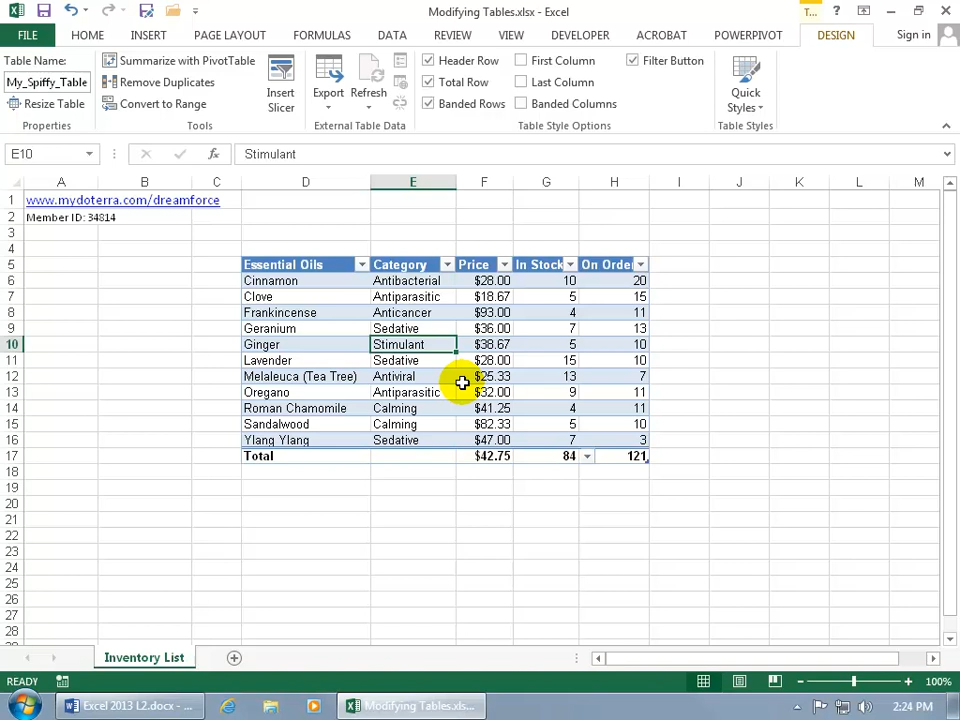 Modifying Tables.xlsx - Excel
T...
FILE HOME INSERT PAGE LAYOUT FORMULAS DATA REVIEW VIEW DEVELOPER ACROBAT POWERPIVOT DESIGN Sign in
Table Name: Summarize with PivotTable Header Row First Column Filter Button
My_Spiffy_Table Remove Duplicates Insert Slicer Export Refresh Total Row Last Column Quick Styles
Resize Table Convert to Range Banded Rows Banded Columns
Properties Tools External Table Data Table Style Options Table Styles
E10 fx Stimulant
A B C D E F G H I J K L M
1 www.mydoterra.com/dreamforce
2 Member ID: 34814
3
4
5 Essential Oils Category Price In Stock On Order
6 Cinnamon Antibacterial $28.00 10 20
7 Clove Antiparasitic $18.67 5 15
8 Frankincense Anticancer $93.00 4 11
9 Geranium Sedative $36.00 7 13
10 Ginger Stimulant $38.67 5 10
11 Lavender Sedative $28.00 15 10
12 Melaleuca (Tea Tree) Antiviral $25.33 13 7
13 Oregano Antiparasitic $32.00 9 11
14 Roman Chamomile Calming $41.25 4 11
15 Sandalwood Calming $82.33 5 10
16 Ylang Ylang Sedative $47.00 7 3
17 Total $42.75 84 121
18
19
20
21
22
23
24
25
26
27
28
Inventory List
READY 100%
Excel 2013 L2.docx - ... Modifying Tables.xls... 2:24 PM